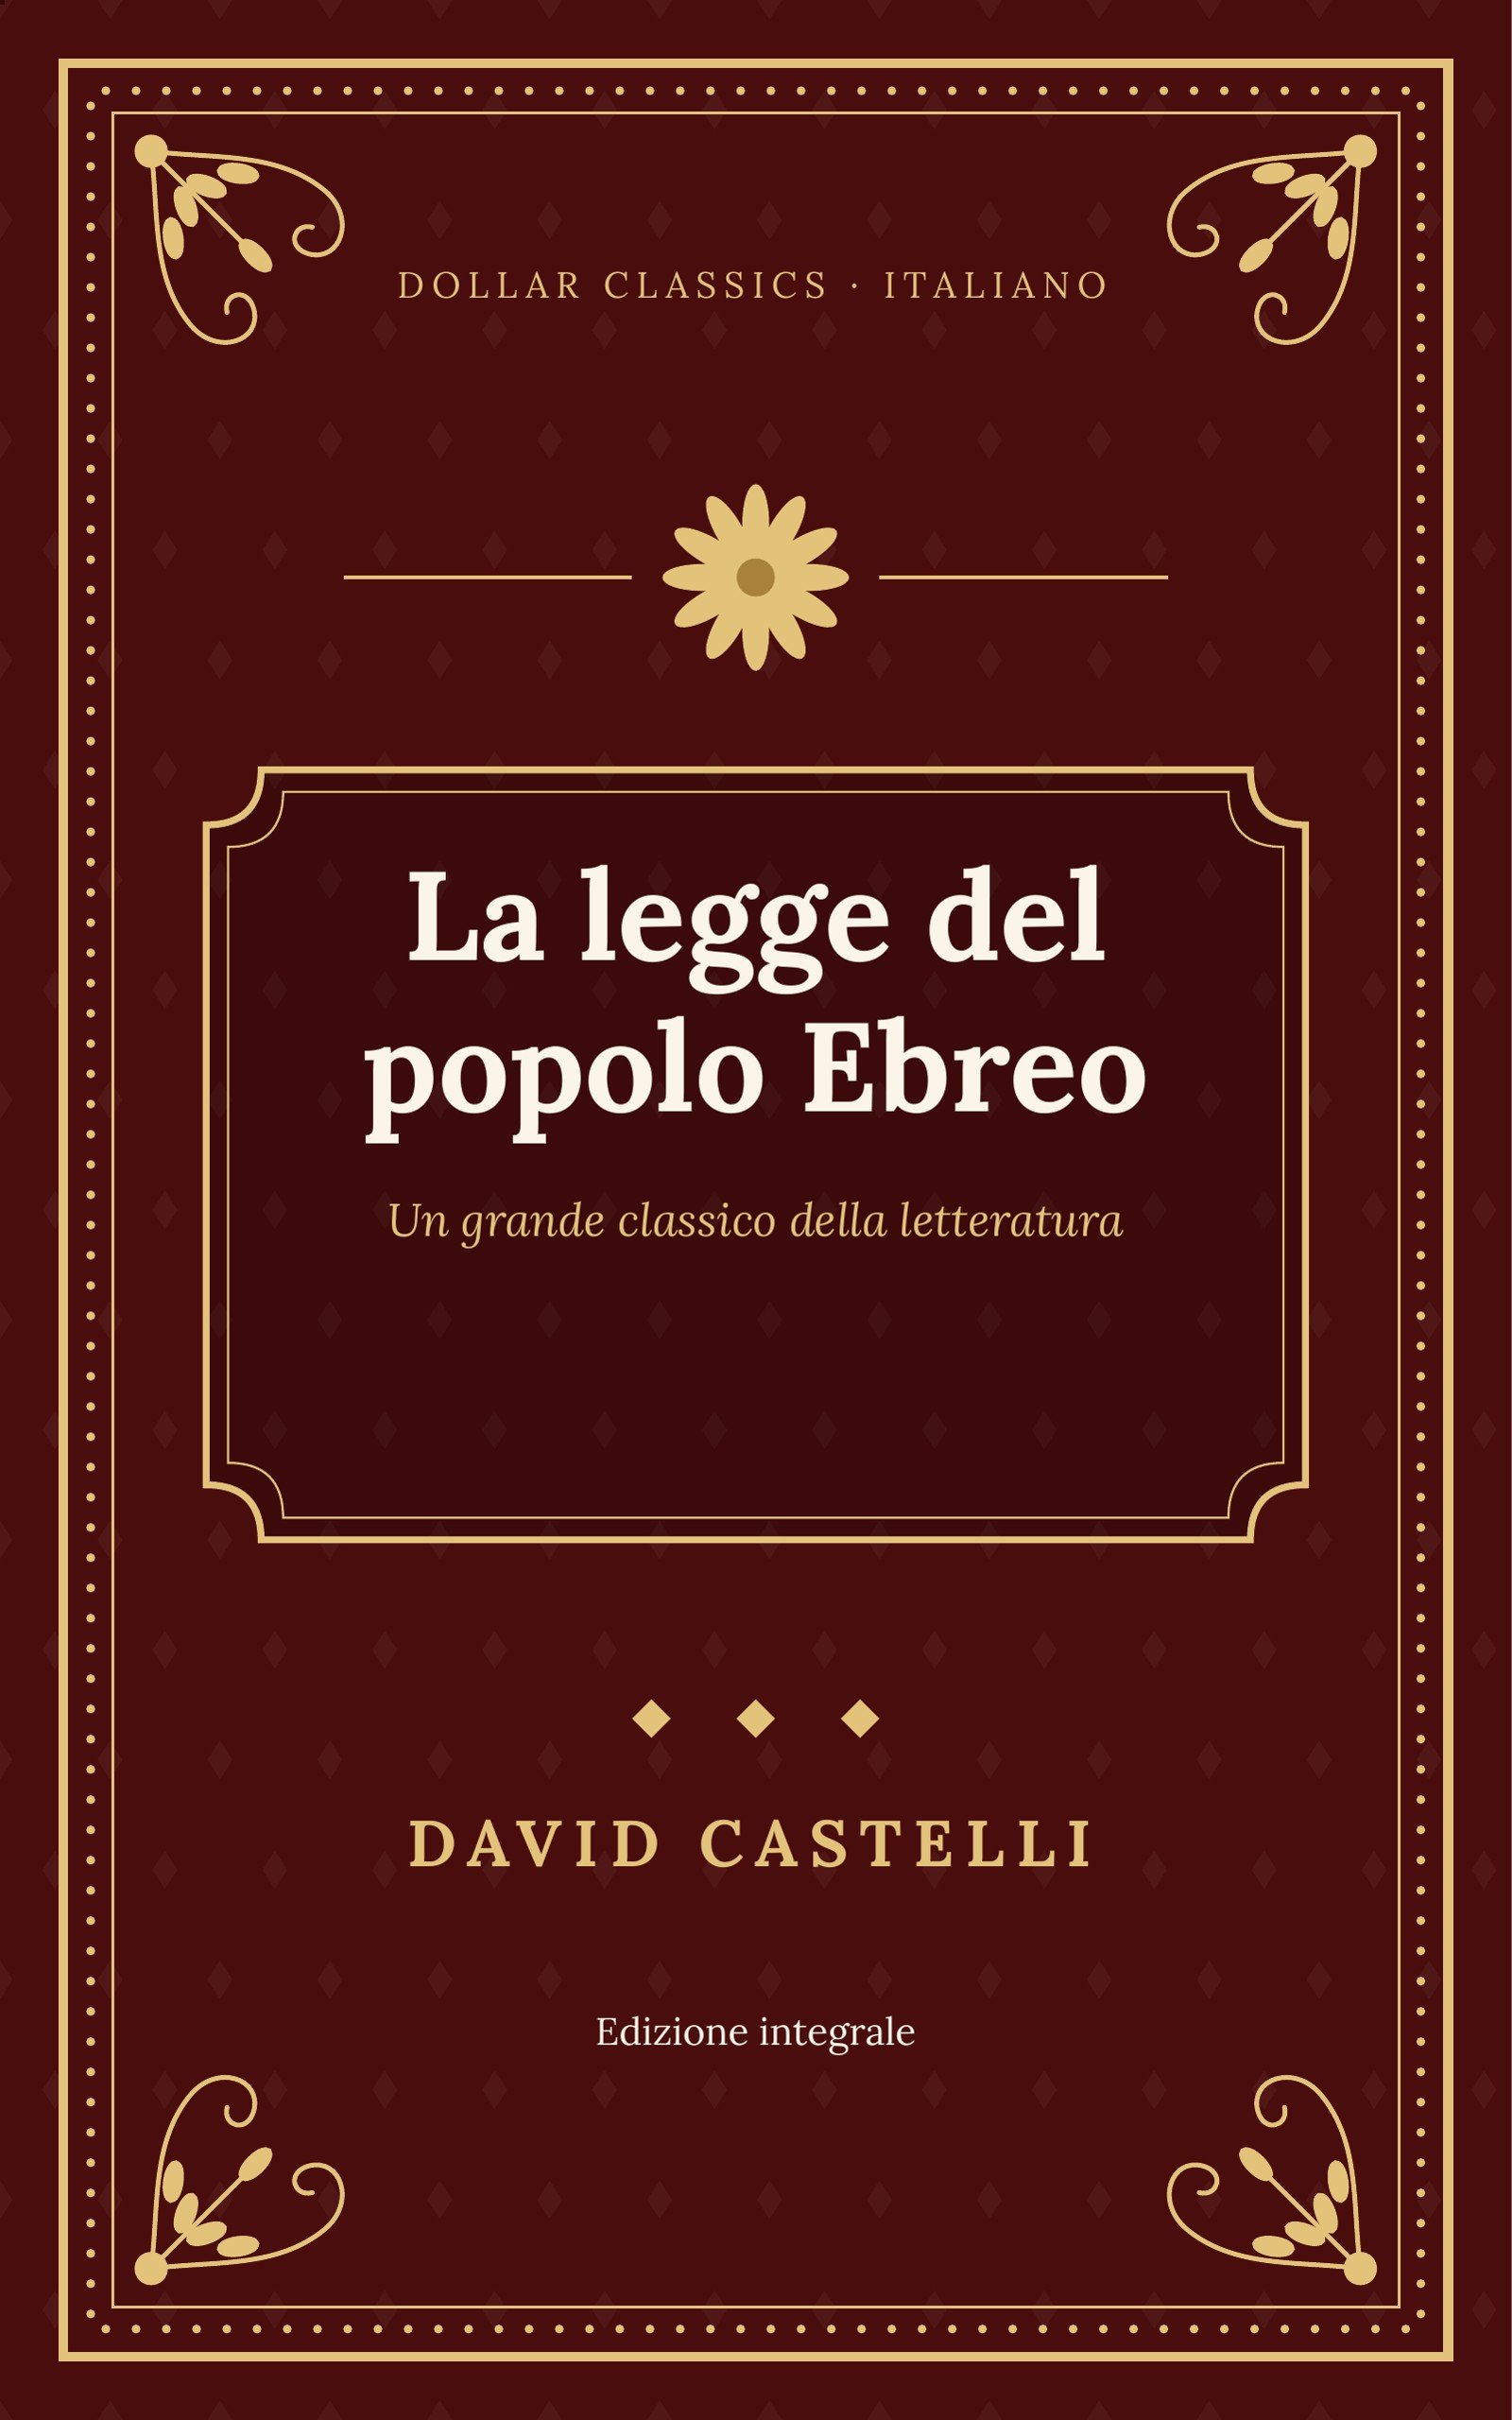 DOLLAR CLASSICS · ITALIANO
La legge del
popolo Ebreo
Un grande classico della letteratura
DAVID CASTELLI
Edizione integrale